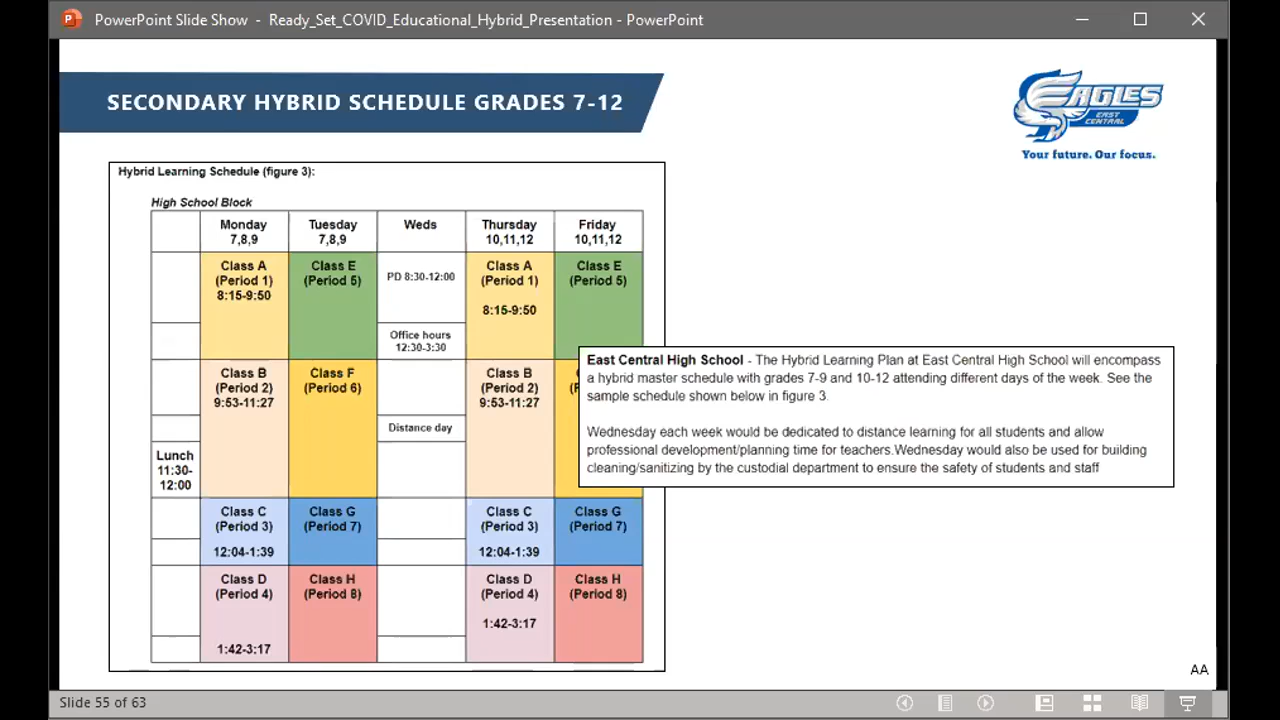 PowerPoint Slide Show - Ready_Set_COVID_Educational_Hybrid_Presentation - PowerPoint
SECONDARY HYBRID SCHEDULE GRADES 7-12
EAGLES
EAST
CENTRAL
Your future. Our focus.
Hybrid Learning Schedule (figure 3):
High School Block
Monday
7,8,9
Tuesday
7,8,9
Weds
Thursday
10,11,12
Friday
10,11,12
Class A
(Period 1)
8:15-9:50
Class E
(Period 5)
PD 8:30-12:00
Class A
(Period 1)
8:15-9:50
Class E
(Period 5)
Office hours
12:30-3:30
Class B
(Period 2)
9:53-11:27
Class F
(Period 6)
Class B
(Period 2)
9:53-11:27
Distance day
Lunch
11:30-
12:00
Class C
(Period 3)
12:04-1:39
Class G
(Period 7)
Class C
(Period 3)
12:04-1:39
Class G
(Period 7)
Class D
(Period 4)
1:42-3:17
Class H
(Period 8)
Class D
(Period 4)
1:42-3:17
Class H
(Period 8)
East Central High School - The Hybrid Learning Plan at East Central High School will encompass
a hybrid master schedule with grades 7-9 and 10-12 attending different days of the week. See the
sample schedule shown below in figure 3.
Wednesday each week would be dedicated to distance learning for all students and allow
professional development/planning time for teachers.Wednesday would also be used for building
cleaning/sanitizing by the custodial department to ensure the safety of students and staff
AA
Slide 55 of 63